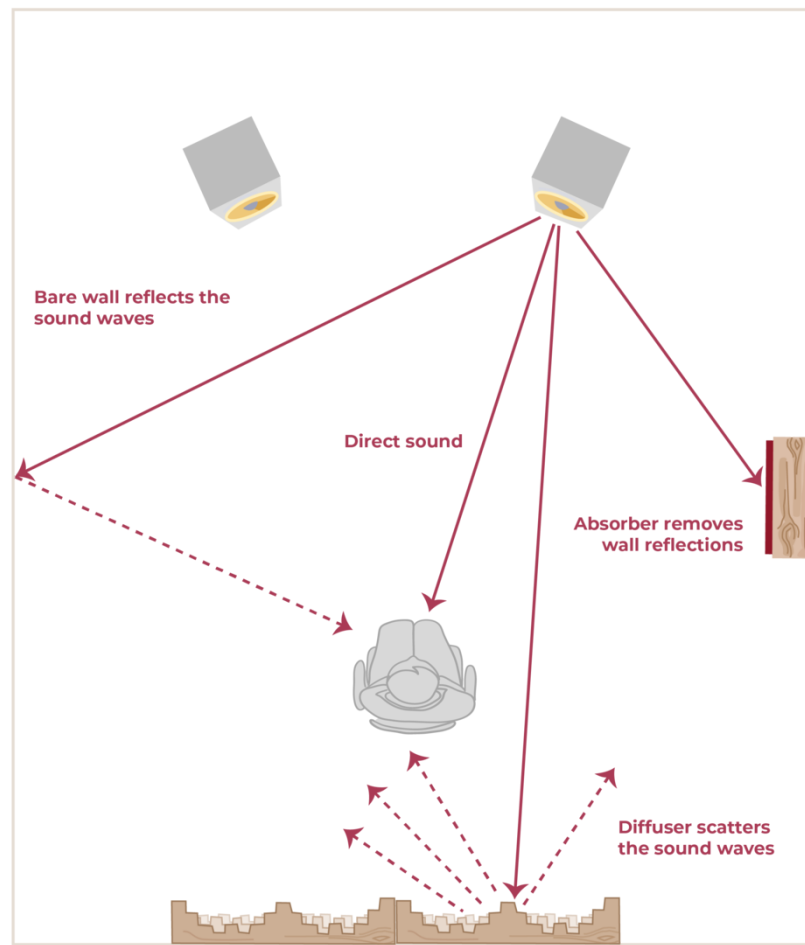 Bare wall reflects the
sound waves
Direct sound
Absorber removes
wall reflections
Diffuser scatters
the sound waves